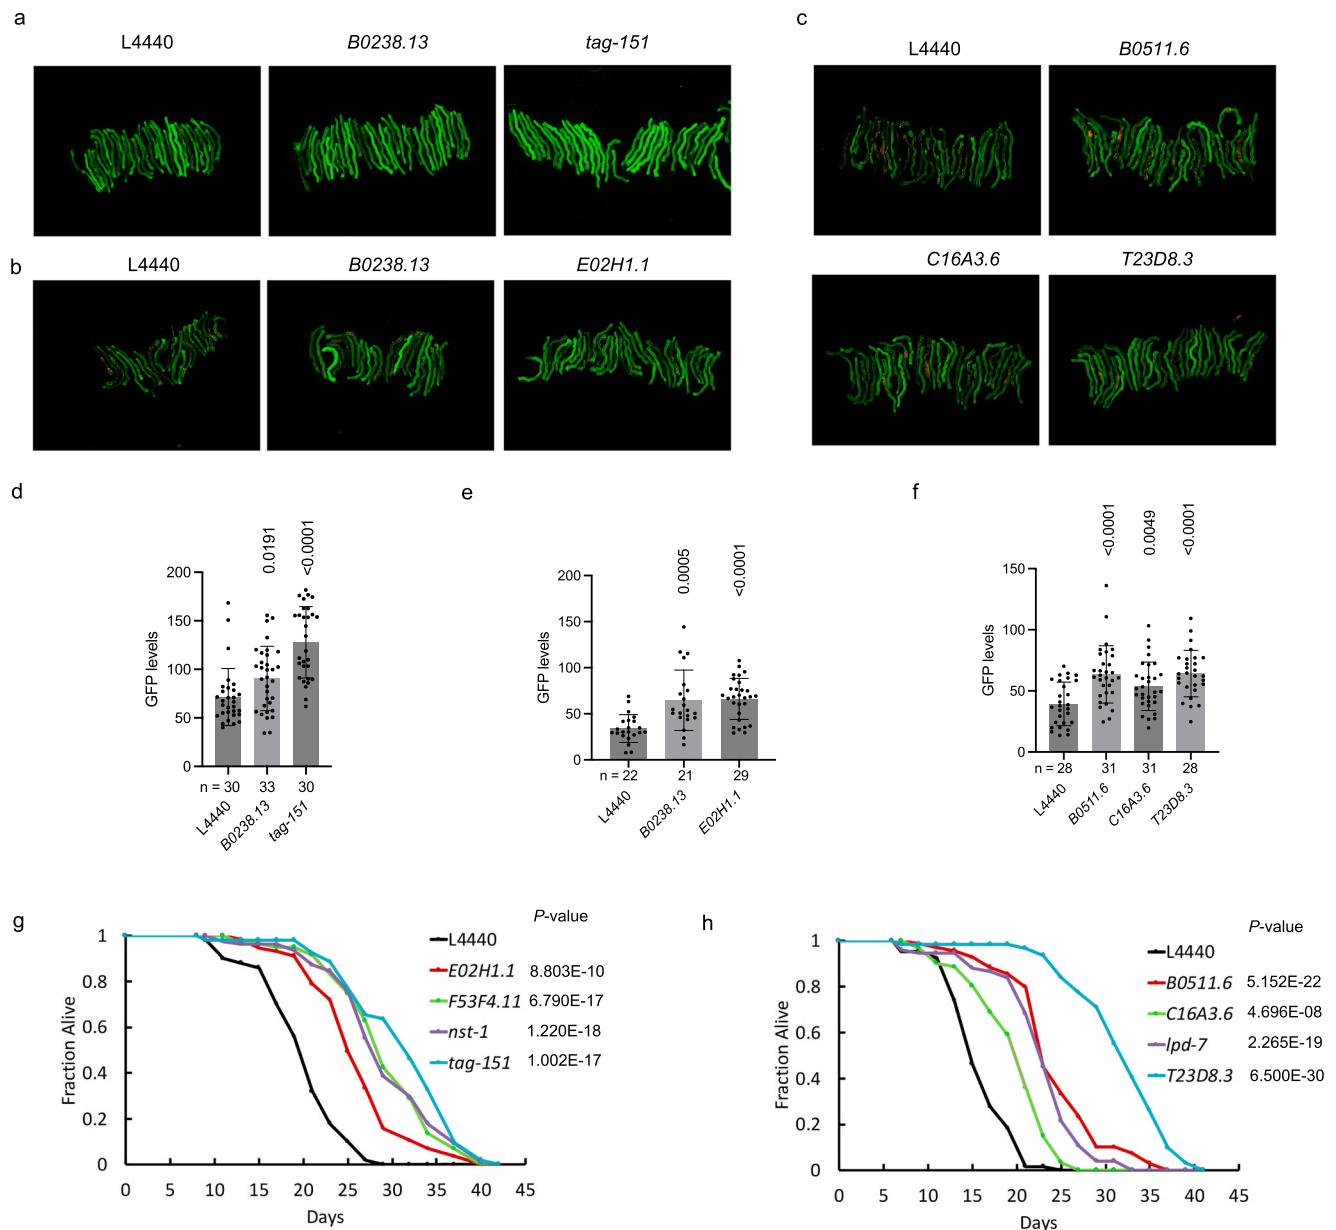 a
L4440 B0238.13 tag-151
b
L4440 B0238.13 E02H1.1
c
L4440 B0511.6
C16A3.6 T23D8.3
d
0.0191 <0.0001
200
150
100
50
0
GFP levels
n = 30 33 30
L4440 B0238.13 tag-151
e
0.0005 <0.0001
200
150
100
50
0
GFP levels
n = 22 21 29
L4440 B0238.13 E02H1.1
f
<0.0001 0.0049 <0.0001
150
100
50
0
GFP levels
n = 28 31 31 28
L4440 B0511.6 C16A3.6 T23D8.3
g
P-value
L4440
E02H1.1 8.803E-10
F53F4.11 6.790E-17
nst-1 1.220E-18
tag-151 1.002E-17
1
0.8
0.6
0.4
0.2
0
Fraction Alive
0 5 10 15 20 25 30 35 40 45
Days
h
P-value
L4440
B0511.6 5.152E-22
C16A3.6 4.696E-08
lpd-7 2.265E-19
T23D8.3 6.500E-30
1
0.8
0.6
0.4
0.2
0
Fraction Alive
0 5 10 15 20 25 30 35 40 45
Days